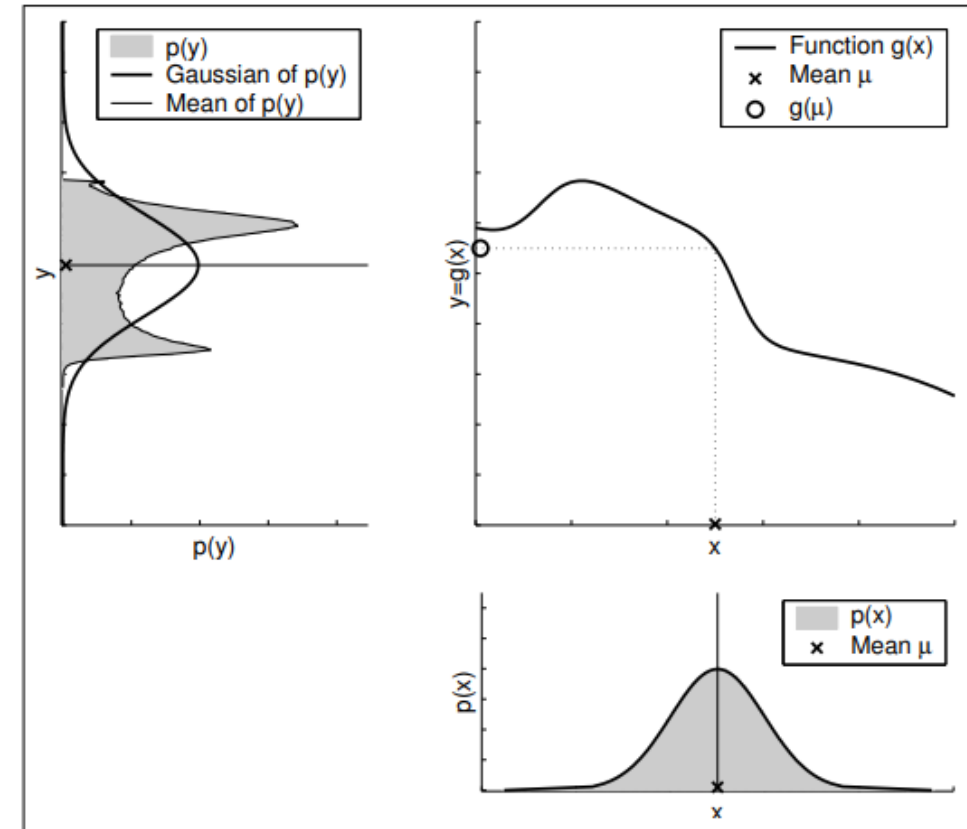 p(y)
Gaussian of p(y)
Mean of p(y)
y
p(y)
Function g(x)
Mean μ
g(μ)
y=g(x)
x
p(x)
Mean μ
p(x)
x